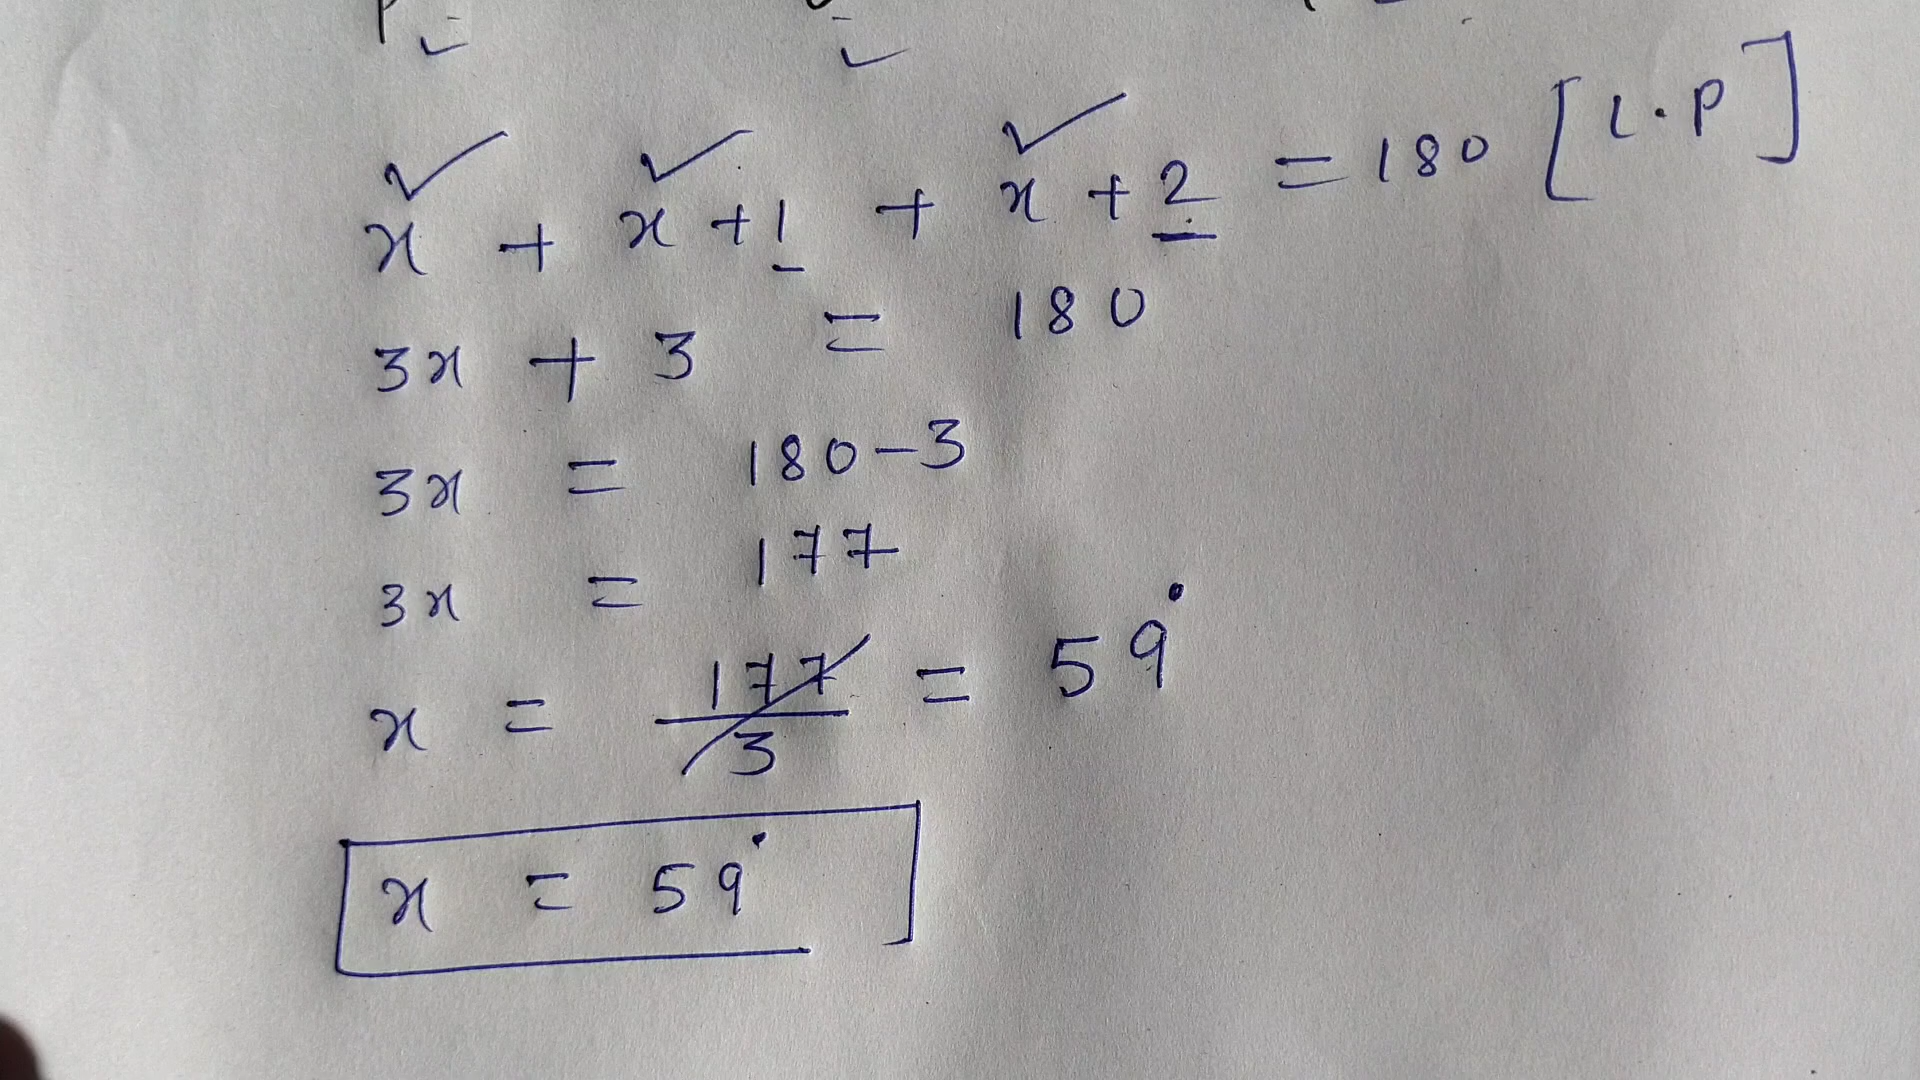 x + x + 1 + x + 2 = 180 [L.P]
3x + 3 = 180
3x = 180 - 3
3x = 177
x = 177/3 = 59°
x = 59°